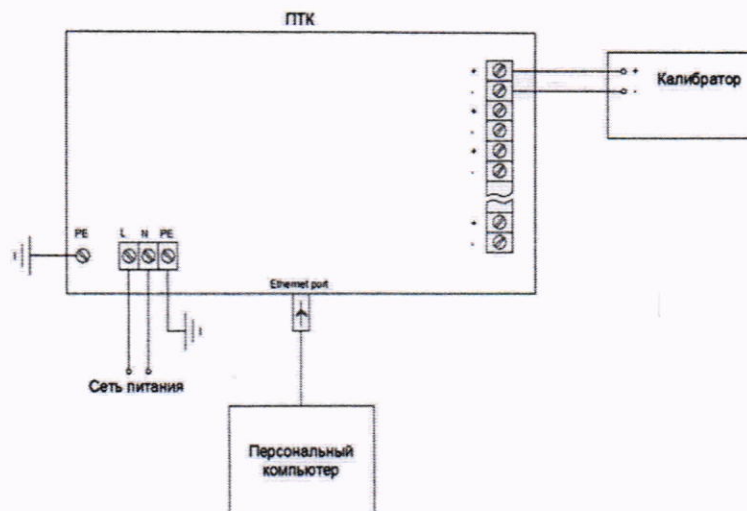 ПТК
+
-
+
-
+
-
+
-
+ Калибратор
-
PE
L N PE
Ethernet port
Сеть питания
Персональный
компьютер